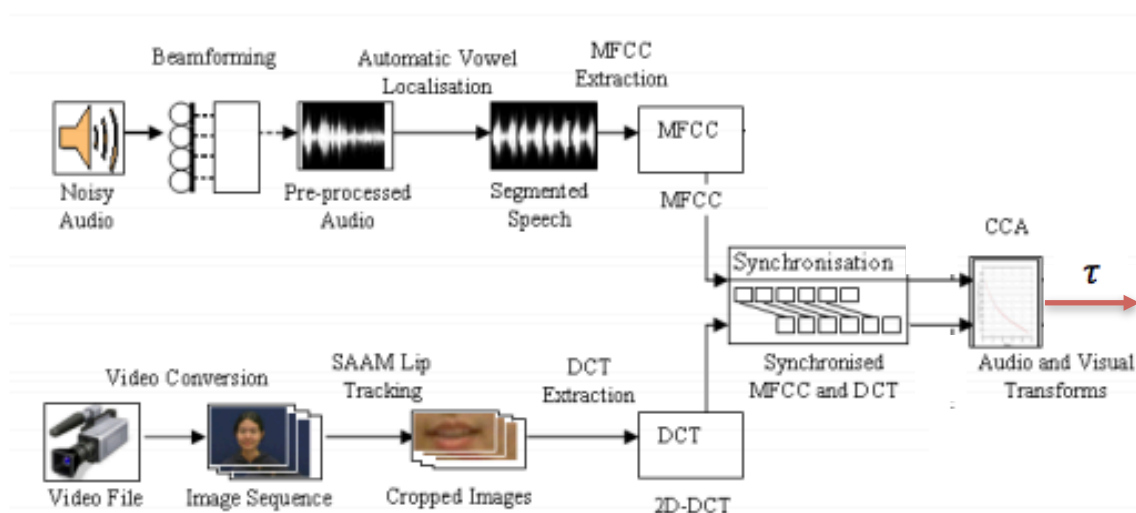 Beamforming
Automatic Vowel
Localisation
MFCC
Extraction
MFCC
Noisy
Audio
Pre-processed
Audio
Segmented
Speech
MFCC
CCA
Synchronisation
τ
Synchronised
MFCC and DCT
Audio and Visual
Transforms
Video Conversion
SAAM Lip
Tracking
DCT
Extraction
DCT
Video File
Image Sequence
Cropped Images
2D-DCT